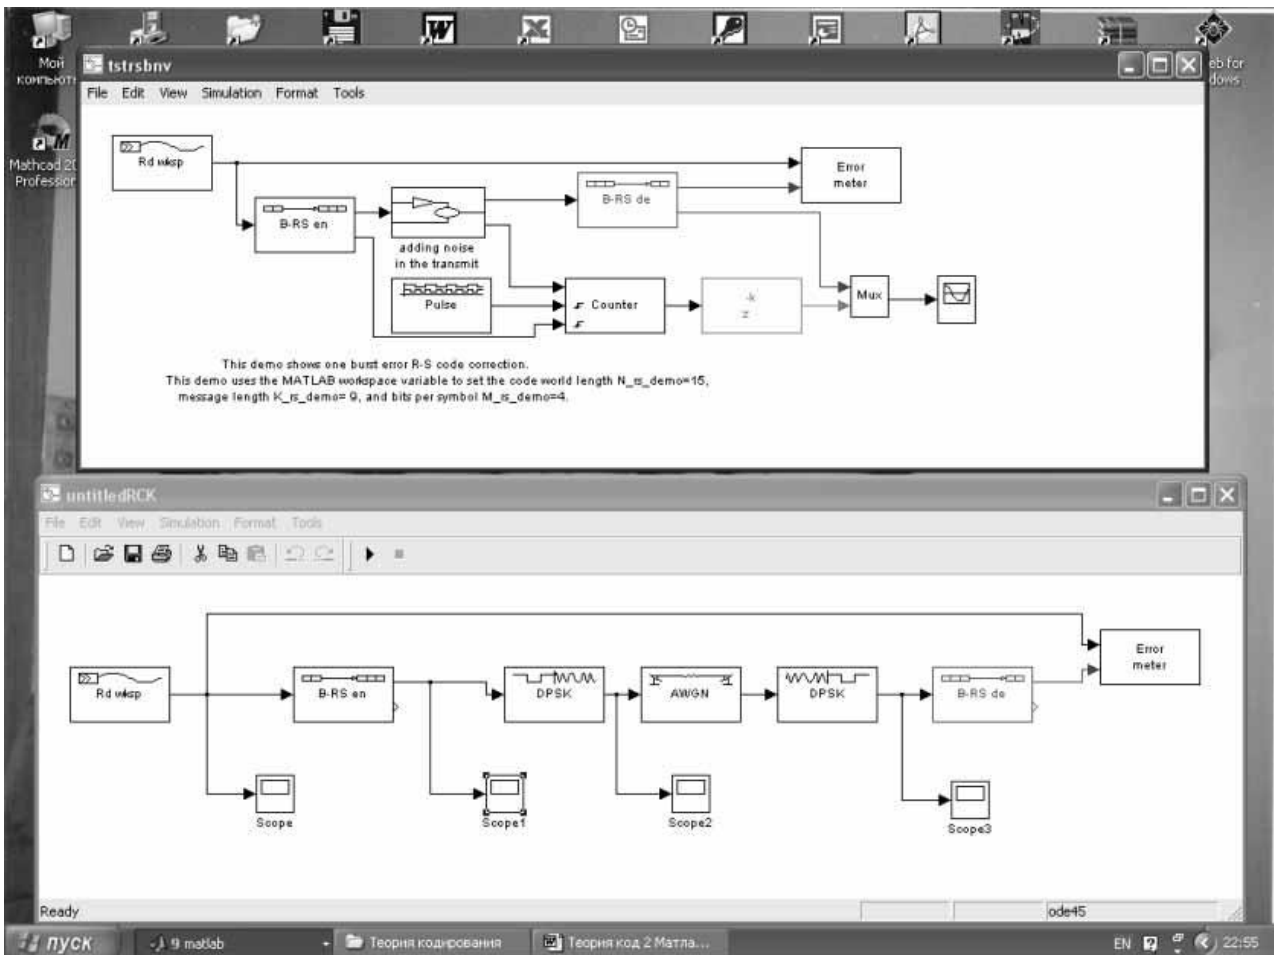 Мой
компьют
eb for
dows
Mathcad 20
Profession
tstrsbnv
File Edit View Simulation Format Tools
Rd wksp
Error
meter
B-RS de
B-RS en
adding noise
in the transmit
Pulse
Counter
-k
z
Mux
This demo shows one burst error R-S code correction.
This demo uses the MATLAB workspace variable to set the code world length N_rs_demo=15,
message length K_rs_demo= 9, and bits per symbol M_rs_demo=4.
untitledRCK
File Edit View Simulation Format Tools
Error
meter
Rd wksp
B-RS en
DPSK
AWGN
DPSK
B-RS de
Scope
Scope1
Scope2
Scope3
Ready
ode45
пуск
9 matlab
Теория кодирования
Теория код 2 Матла...
EN
22:55